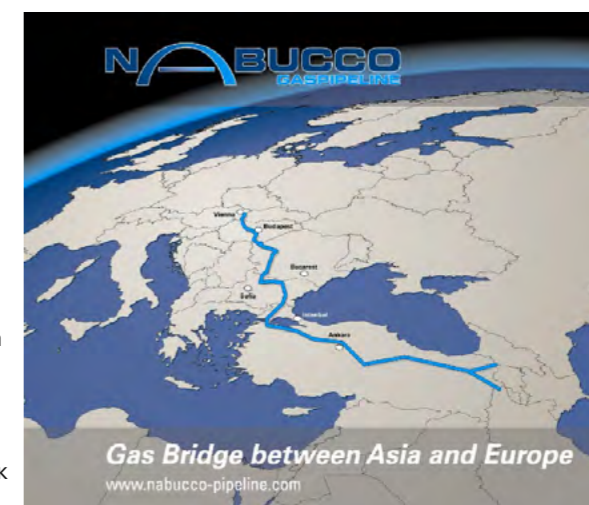 NABUCCO
GASPIPELINE
Vienna
Budapest
Bucarest
Sofia
Istanbul
Ankara
Gas Bridge between Asia and Europe
www.nabucco-pipeline.com
k